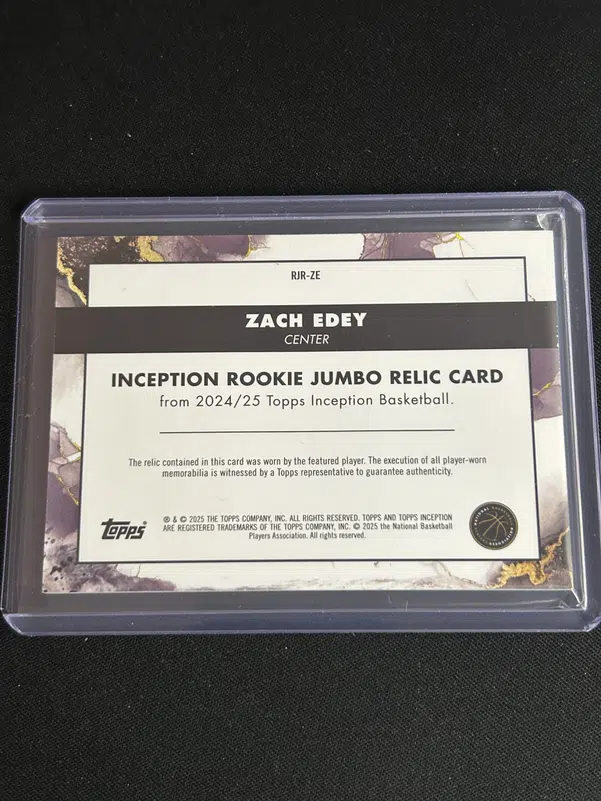 RJR-ZE
ZACH EDEY
CENTER
INCEPTION ROOKIE JUMBO RELIC CARD
from 2024/25 Topps Inception Basketball.
The relic contained in this card was worn by the featured player. The execution of all player-worn
memorabilia is witnessed by a Topps representative to guarantee authenticity.
Topps®
® & © 2025 THE TOPPS COMPANY, INC. ALL RIGHTS RESERVED. TOPPS AND TOPPS INCEPTION
ARE REGISTERED TRADEMARKS OF THE TOPPS COMPANY, INC. © 2025 the National Basketball
Players Association. All rights reserved.